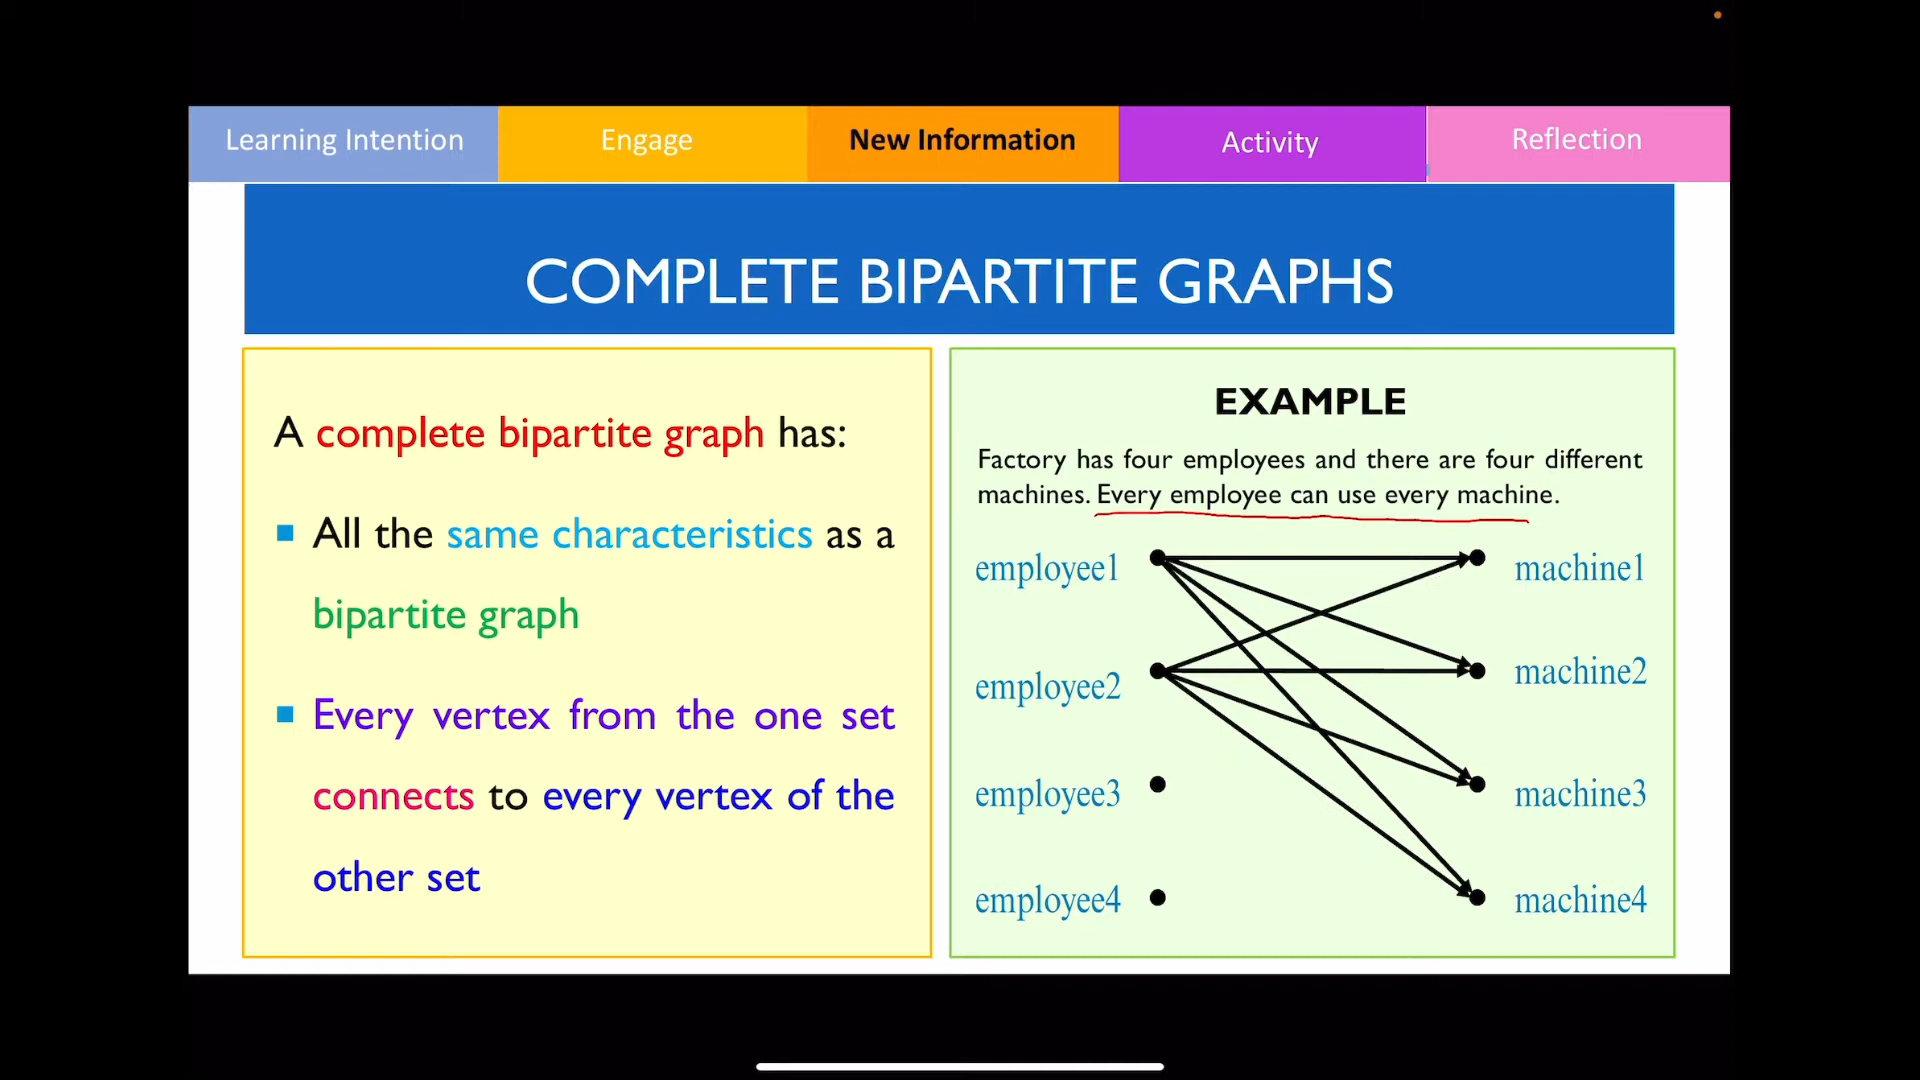 Learning Intention
Engage
New Information
Activity
Reflection
COMPLETE BIPARTITE GRAPHS
A complete bipartite graph has:
All the same characteristics as a
bipartite graph
Every vertex from the one set
connects to every vertex of the
other set
EXAMPLE
Factory has four employees and there are four different
machines. Every employee can use every machine.
employee1
machine1
employee2
machine2
employee3
machine3
employee4
machine4